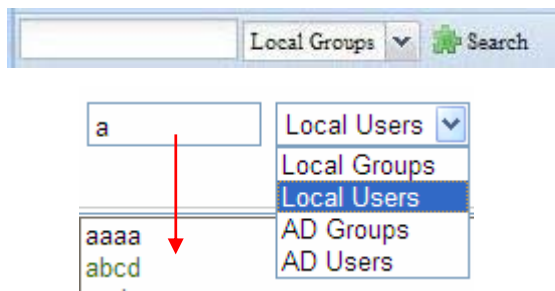 Local Groups Search
a Local Users
Local Groups
Local Users
AD Groups
AD Users
aaaa
abcd